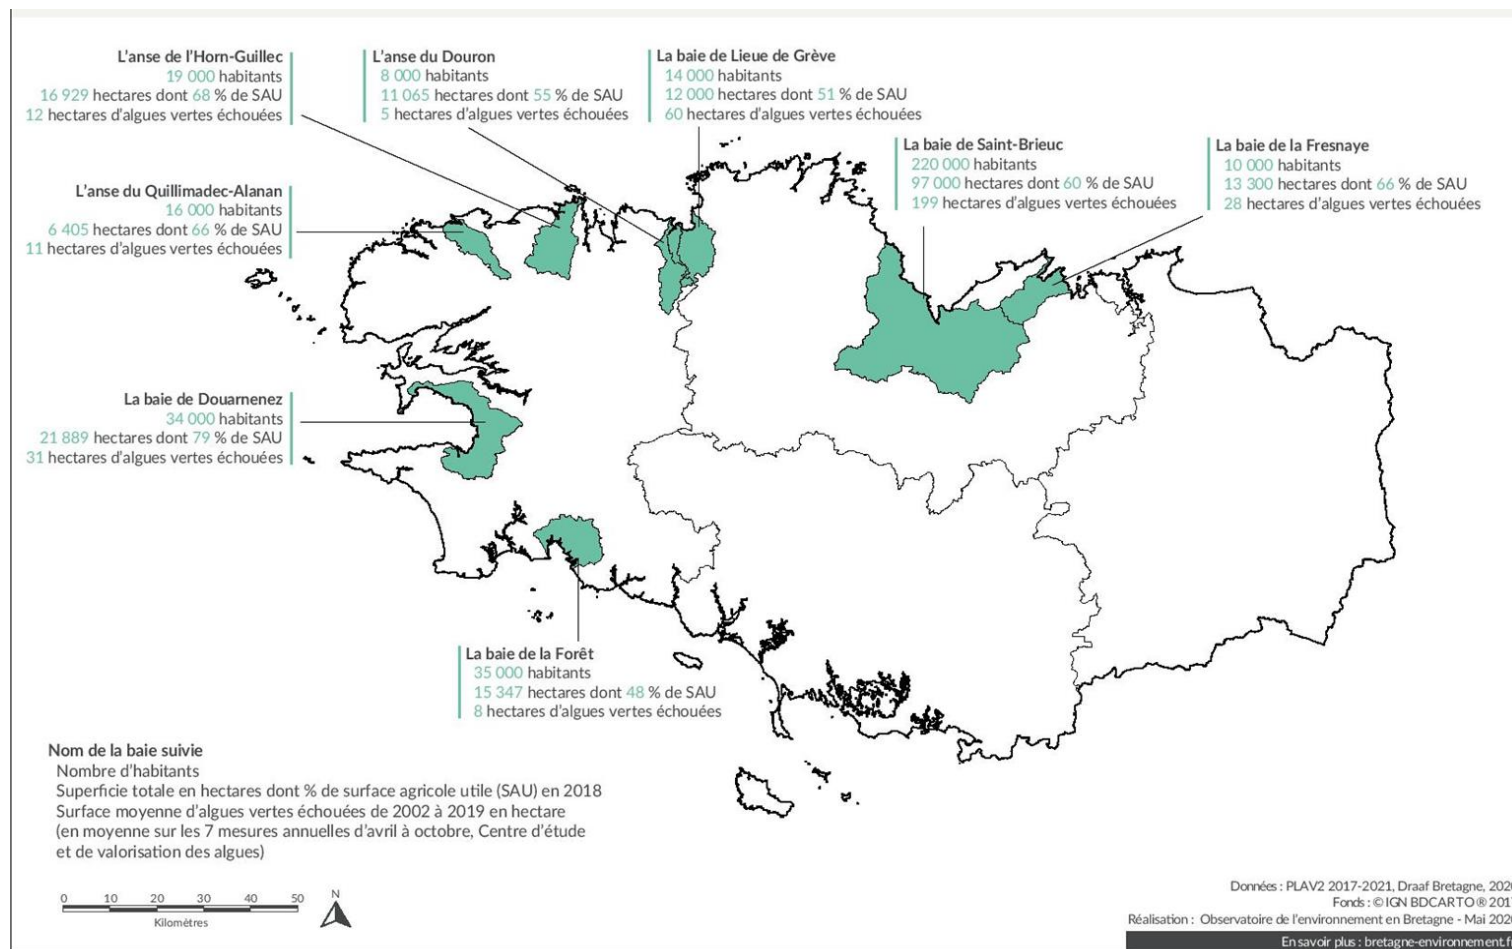 L'anse de l'Horn-Guillec
19 000 habitants
16 929 hectares dont 68 % de SAU
12 hectares d'algues vertes échouées
L'anse du Douron
8 000 habitants
11 065 hectares dont 55 % de SAU
5 hectares d'algues vertes échouées
La baie de Lieue de Grève
14 000 habitants
12 000 hectares dont 51 % de SAU
60 hectares d'algues vertes échouées
La baie de Saint-Brieuc
220 000 habitants
97 000 hectares dont 60 % de SAU
199 hectares d'algues vertes échouées
La baie de la Fresnaye
10 000 habitants
13 300 hectares dont 66 % de SAU
28 hectares d'algues vertes échouées
L'anse du Quillimadec-Alanan
16 000 habitants
6 405 hectares dont 66 % de SAU
11 hectares d'algues vertes échouées
La baie de Douarnenez
34 000 habitants
21 889 hectares dont 79 % de SAU
31 hectares d'algues vertes échouées
La baie de la Forêt
35 000 habitants
15 347 hectares dont 48 % de SAU
8 hectares d'algues vertes échouées
Nom de la baie suivie
Nombre d'habitants
Superficie totale en hectares dont % de surface agricole utile (SAU) en 2018
Surface moyenne d'algues vertes échouées de 2002 à 2019 en hectare
(en moyenne sur les 7 mesures annuelles d'avril à octobre, Centre d'étude
et de valorisation des algues)
0 10 20 30 40 50
Kilomètres
N
Données : PLAV2 2017-2021, Draaf Bretagne, 
Fonds : © IGN BDCARTO ® 
Réalisation : Observatoire de l'environnement en Bretagne - Mai 
En savoir plus : bretagne-environnement.f